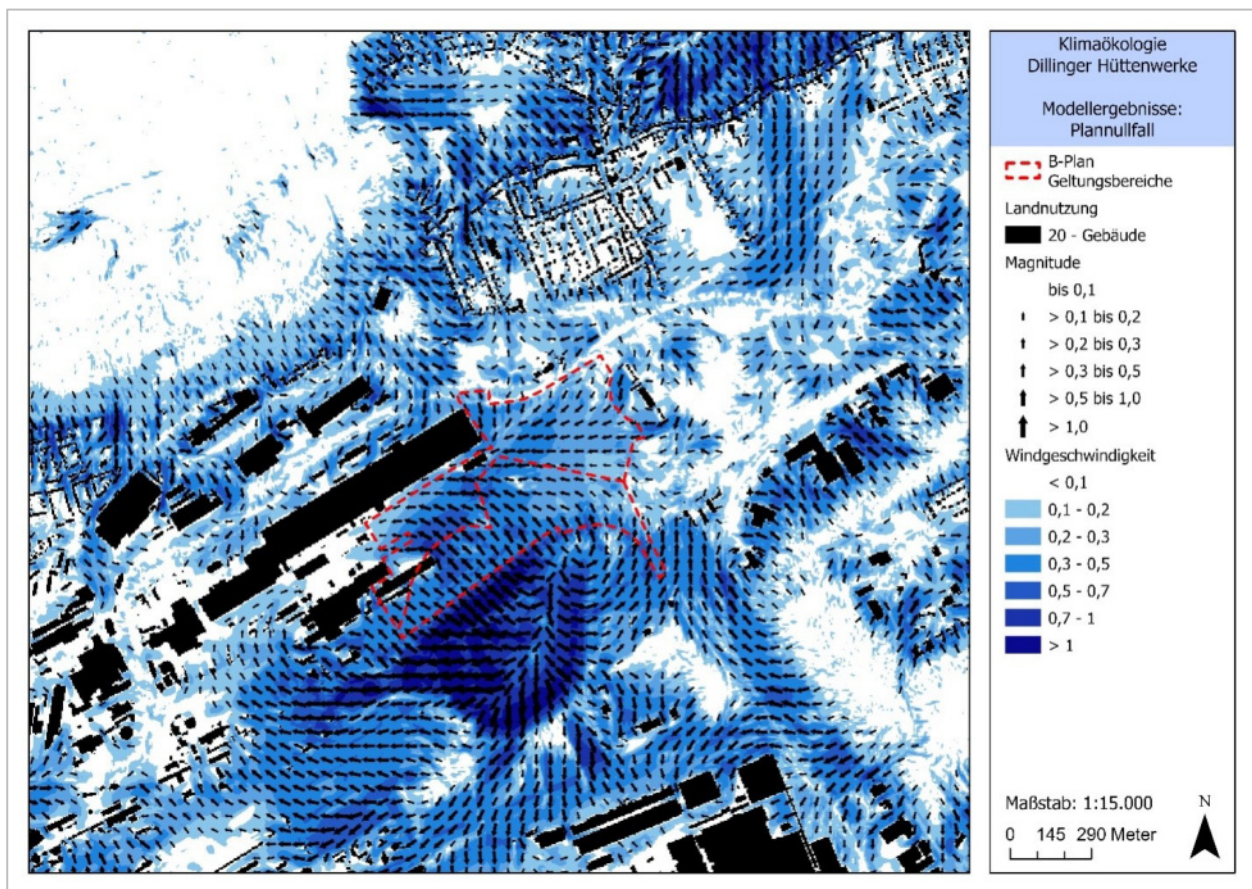 Klimaökologie
Dillinger Hüttenwerke
Modellergebnisse:
Plannullfall
B-Plan
Geltungsbereiche
Landnutzung
20 - Gebäude
Magnitude
bis 0,1
> 0,1 bis 0,2
> 0,2 bis 0,3
> 0,3 bis 0,5
> 0,5 bis 1,0
> 1,0
Windgeschwindigkeit
< 0,1
0,1 - 0,2
0,2 - 0,3
0,3 - 0,5
0,5 - 0,7
0,7 - 1
> 1
Maßstab: 1:15.000
N
0 145 290 Meter